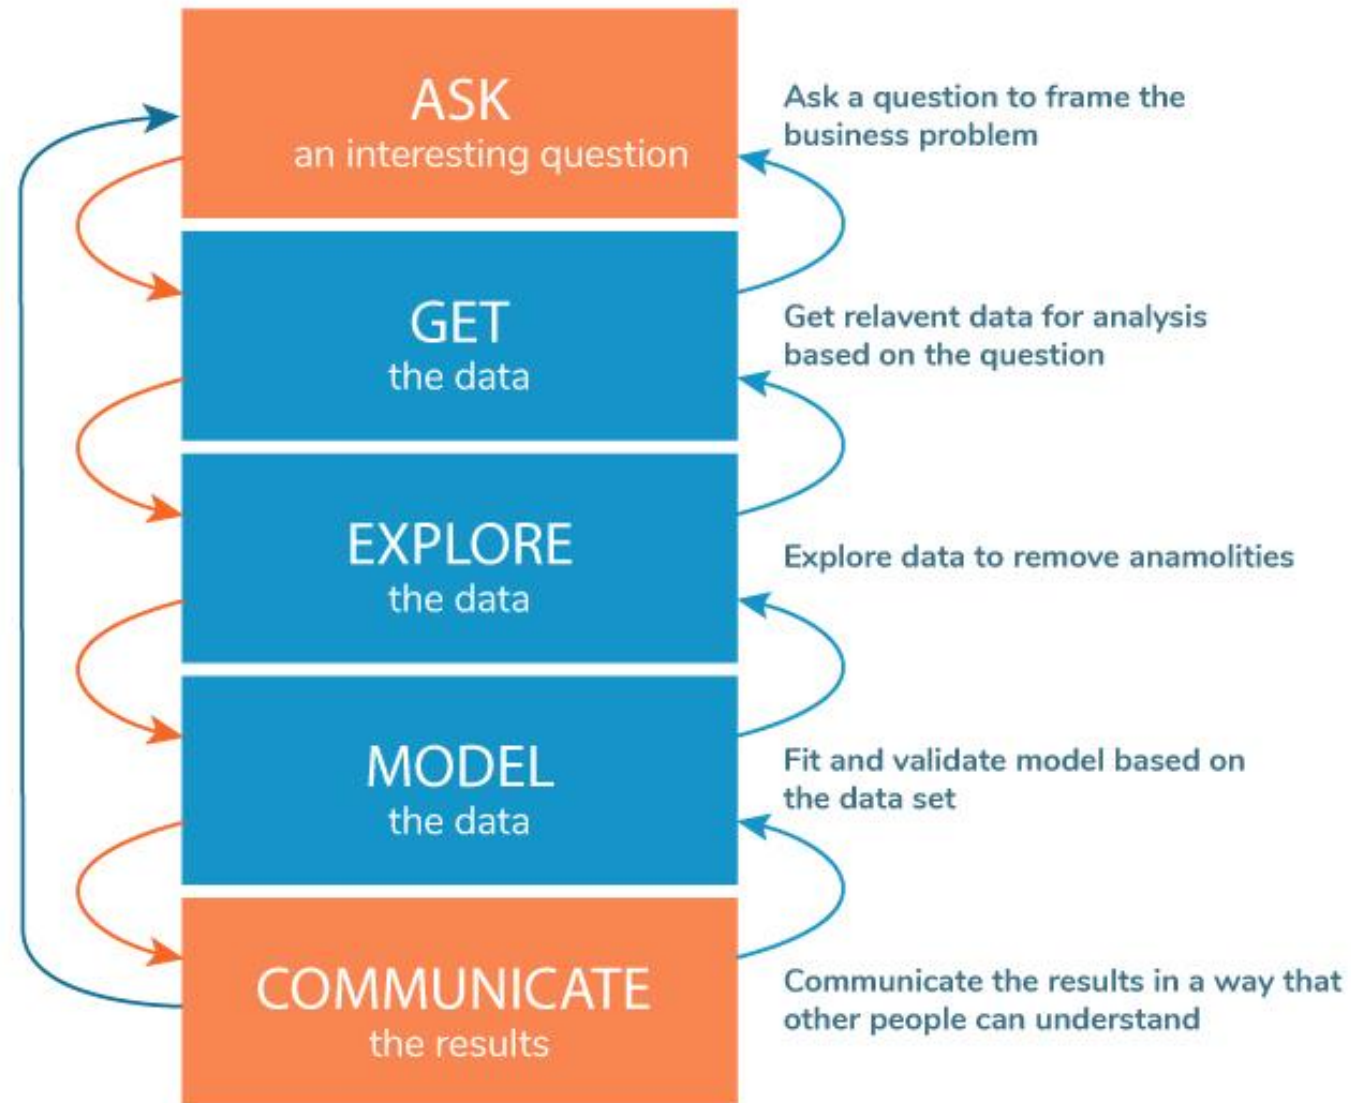 ASK
an interesting question
Ask a question to frame the
business problem
GET
the data
Get relavent data for analysis
based on the question
EXPLORE
the data
Explore data to remove anamolities
MODEL
the data
Fit and validate model based on
the data set
COMMUNICATE
the results
Communicate the results in a way that
other people can understand